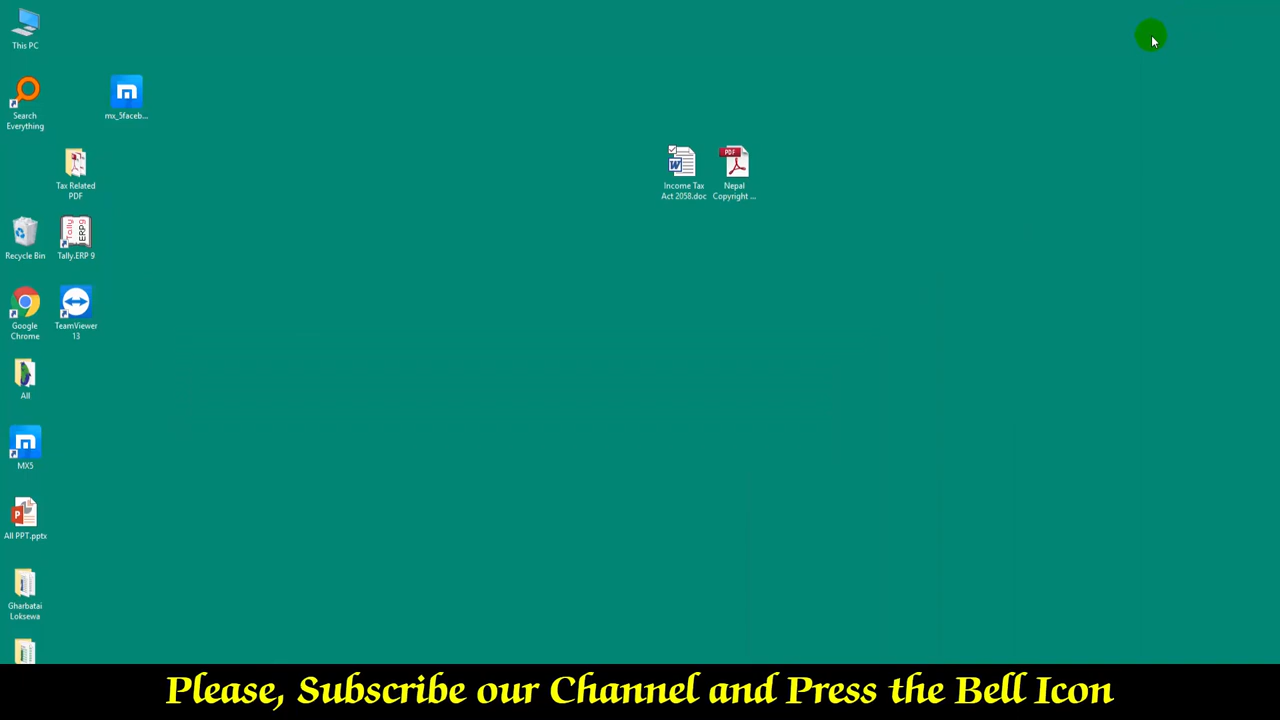 This PC
Search
Everything
mx_5faceb...
Tax Related
PDF
Income Tax
Act 2058.doc
PDF
Nepal
Copyright ...
Recycle Bin
Tally.ERP 9
Google
Chrome
TeamViewer
13
All
MX5
All PPT.pptx
Gharbatai
Loksewa
Please, Subscribe our Channel and Press the Bell Icon